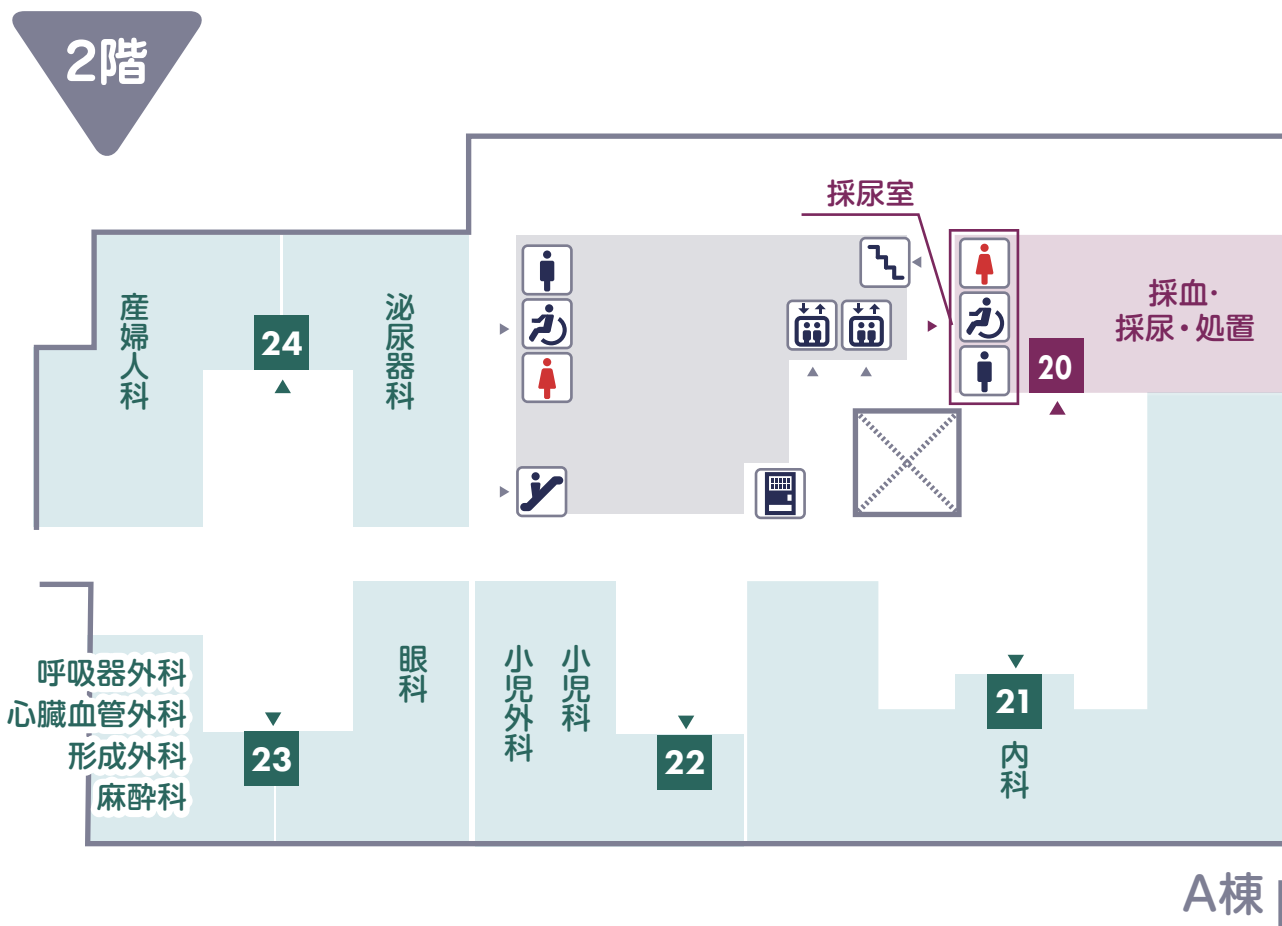 2階
採尿室
採血・
採尿・処置
20
産婦人科
24
泌尿器科
呼吸器外科
心臓血管外科
形成外科
麻酔科
23
眼科
小児外科
小児科
22
21
内科
A棟